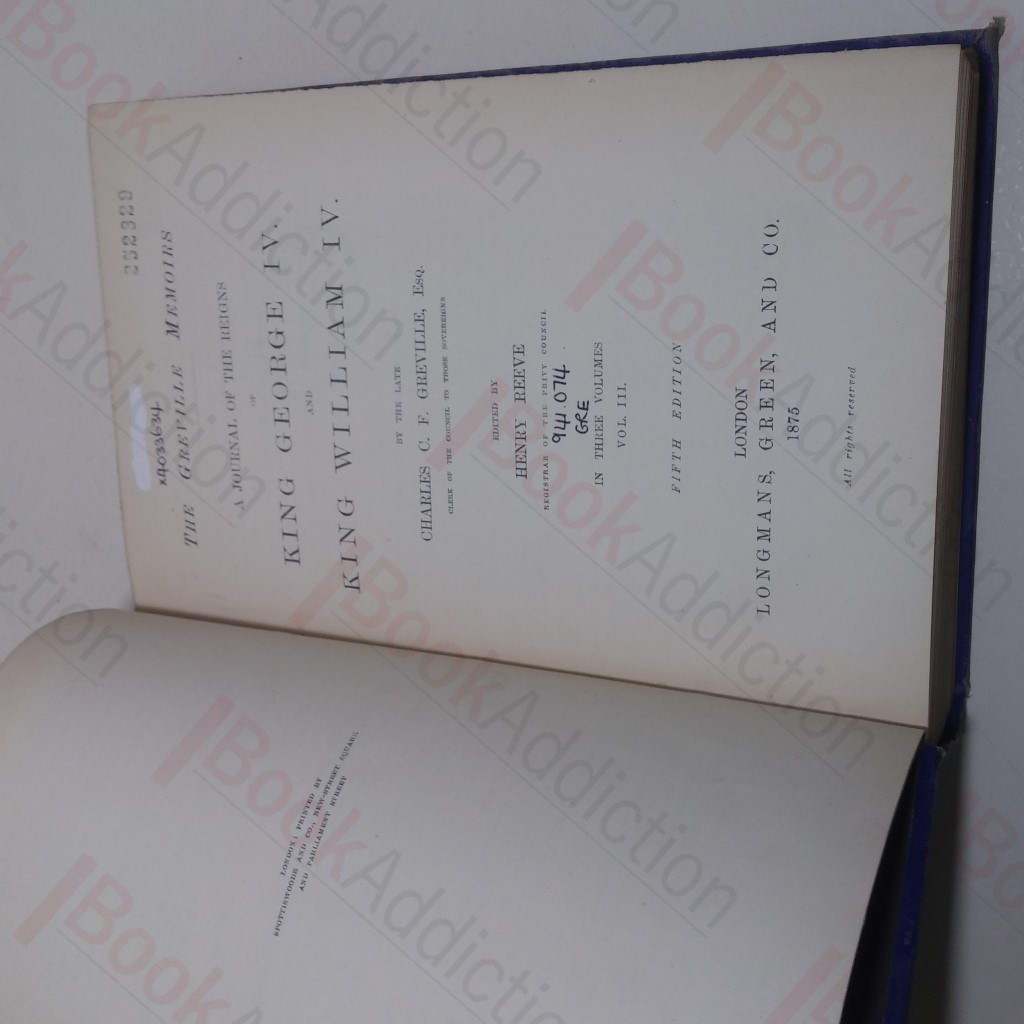 LONDON: PRINTED BY
SPOTTISWOODE AND CO., NEW-STREET SQUARE
AND PARLIAMENT STREET
252329
x4033634
THE GREVILLE MEMOIRS
A JOURNAL OF THE REIGNS
OF
KING GEORGE IV.
AND
KING WILLIAM IV.
BY THE LATE
CHARLES C. F. GREVILLE, ESQ.
CLERK OF THE COUNCIL TO THOSE SOVEREIGNS
EDITED BY
HENRY REEVE
REGISTRAR OF THE PRIVY COUNCIL
941.074
GRE
IN THREE VOLUMES
VOL. III.
FIFTH EDITION
LONDON
LONGMANS, GREEN, AND CO.
1875
All rights reserved
BookAddiction